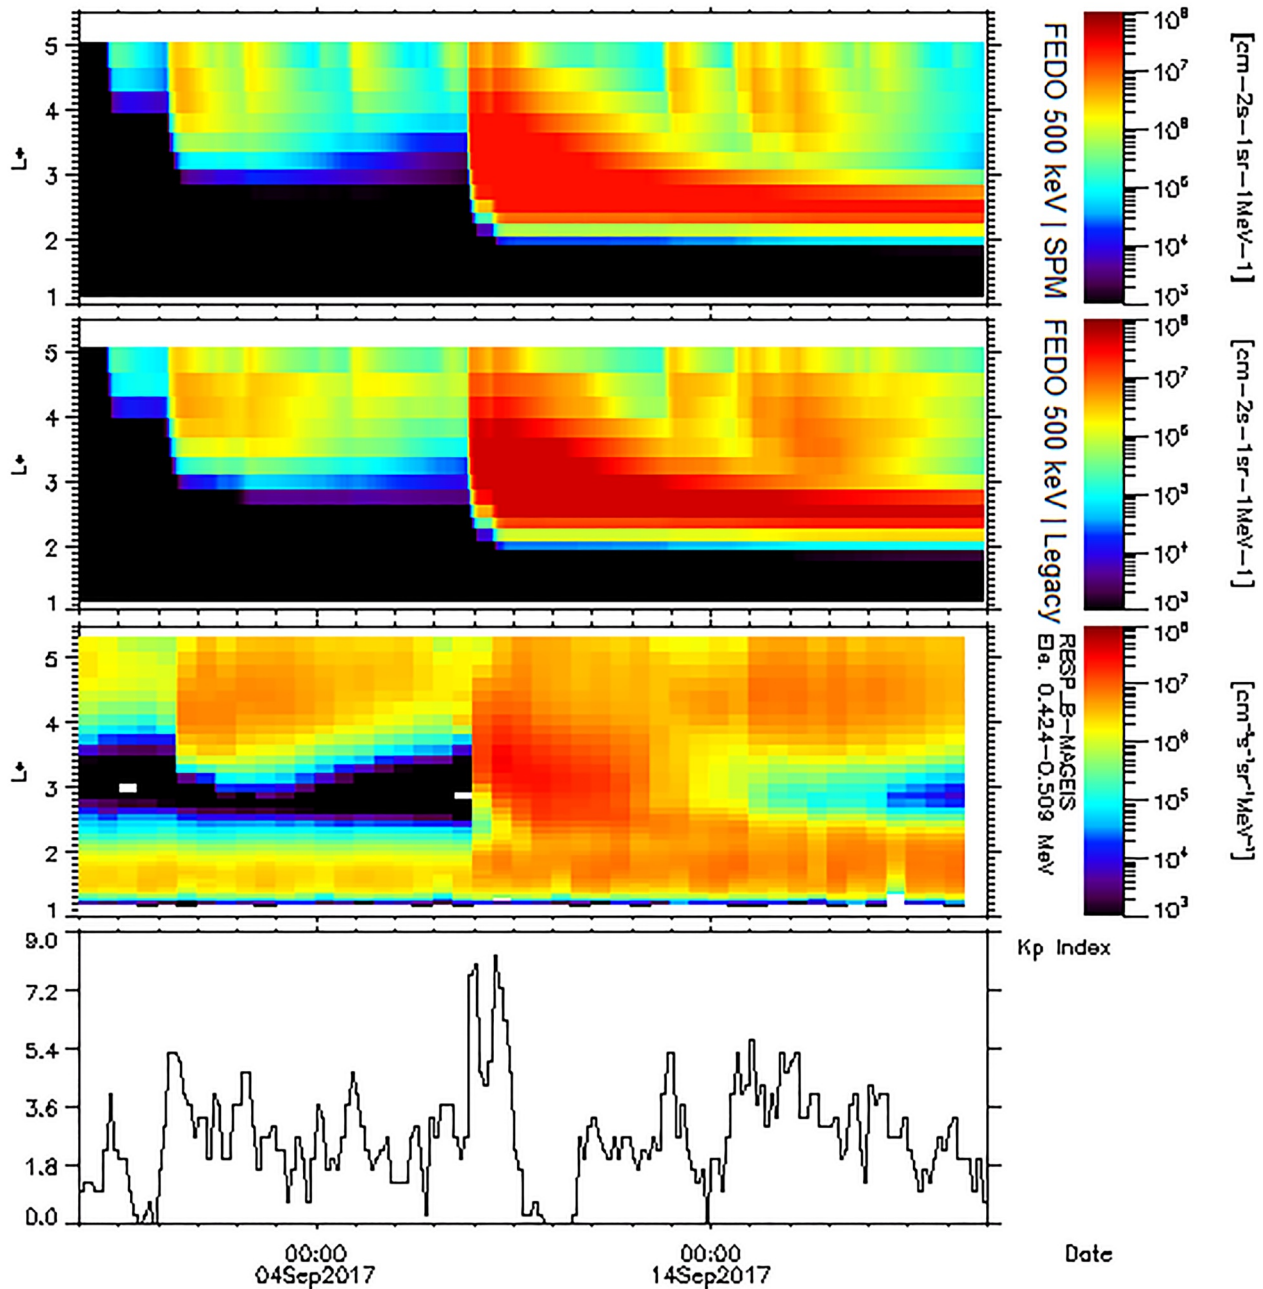 5
4
3
2
1
L*
FEDO 500 keV | SPM
10⁸
10⁷
10⁶
10⁵
10⁴
10³
[cm−2s−1sr−1MeV−1]
5
4
3
2
1
L*
FEDO 500 keV | Legacy
10⁸
10⁷
10⁶
10⁵
10⁴
10³
[cm−2s−1sr−1MeV−1]
5
4
3
2
1
L*
RBSP_B−MAGEIS
Ele. 0.424−0.509 MeV
10⁸
10⁷
10⁶
10⁵
10⁴
10³
[cm⁻²s⁻¹sr⁻¹MeV⁻¹]
9.0
7.2
5.4
3.6
1.8
0.0
Kp Index
00:00
04Sep2017
00:00
14Sep2017
Date